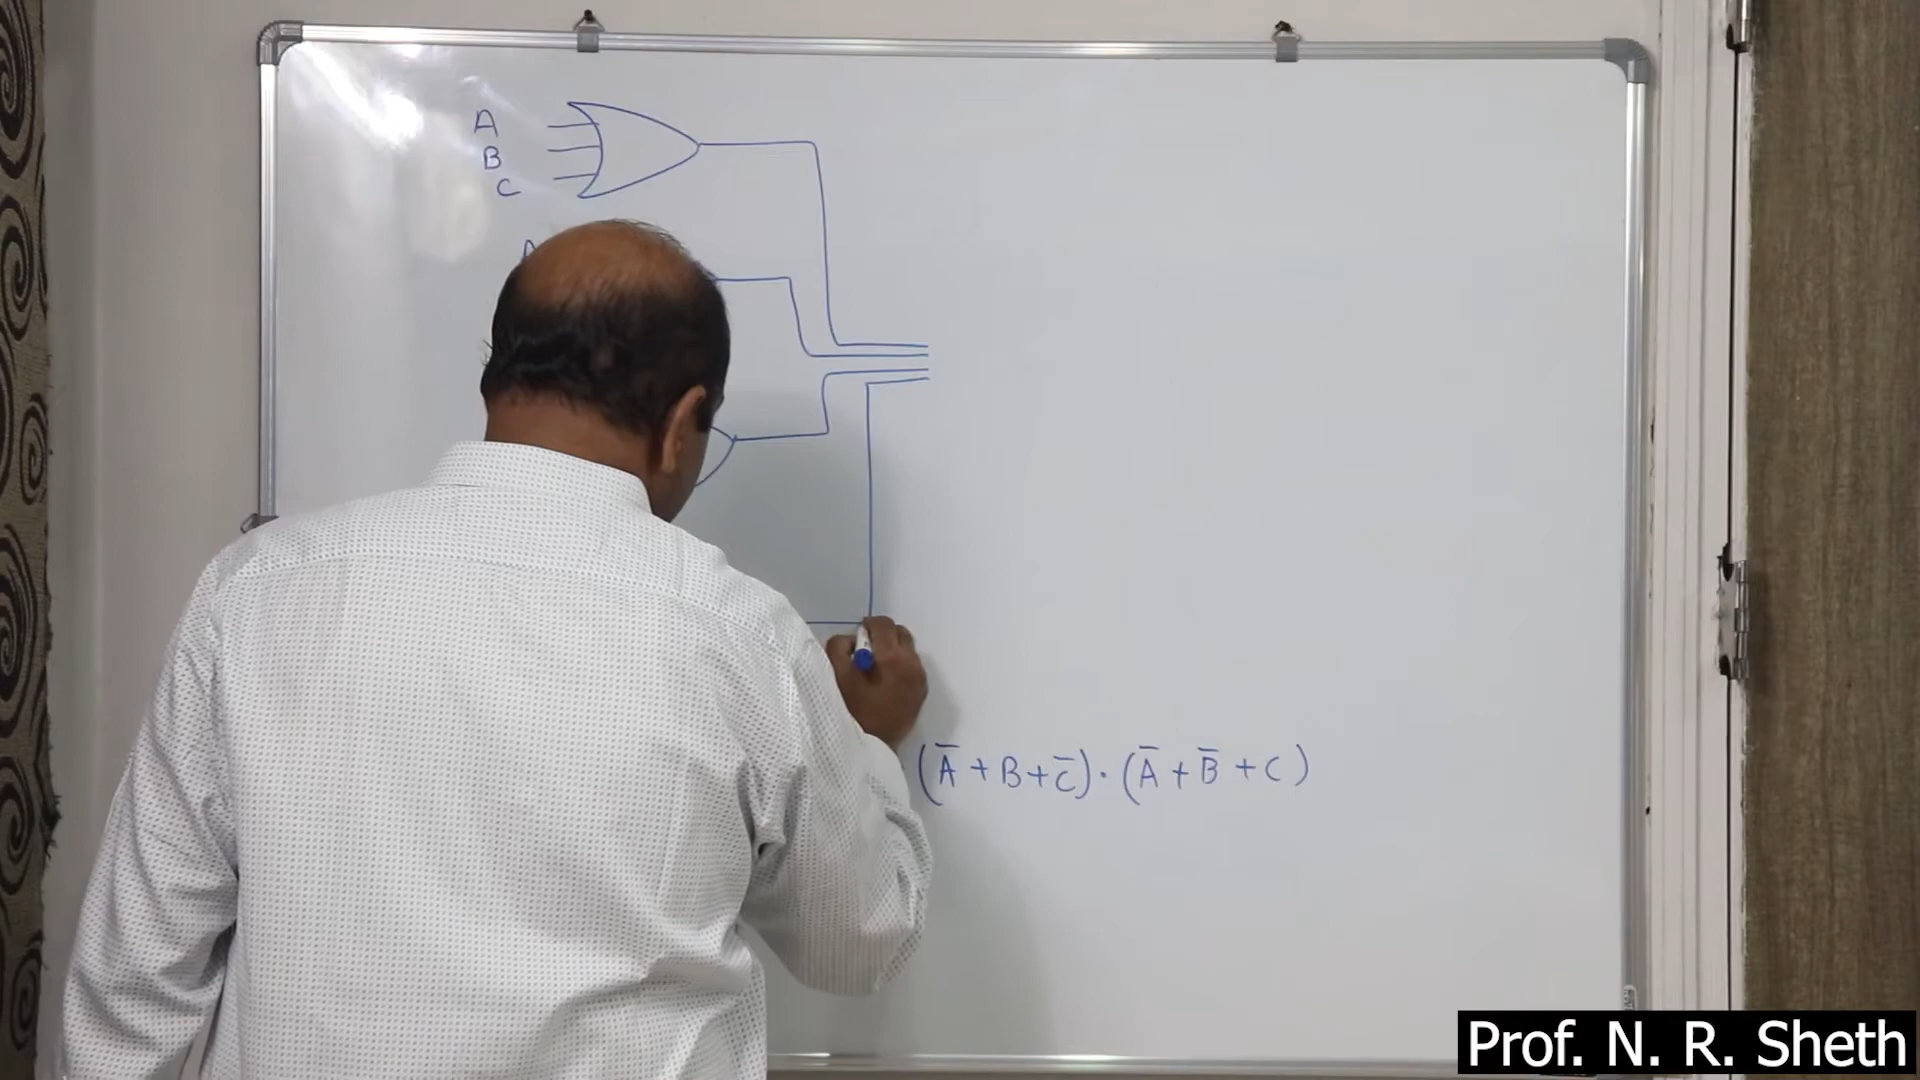 A
B
C
A
(A̅ + B + C̅) · (A̅ + B̅ + C)
Prof. N. R. Sheth